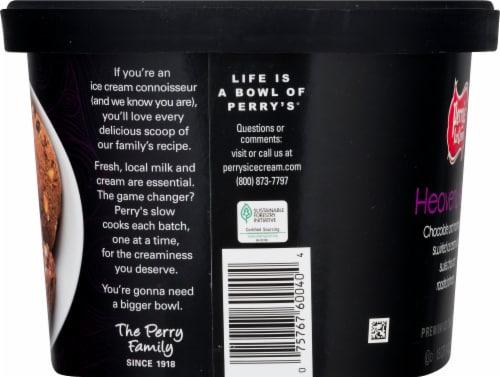 If you're an
ice cream connoisseur
(and we know you are),
you'll love every
delicious scoop of
our family's recipe.
Fresh, local milk and
cream are essential.
The game changer?
Perry's slow
cooks each batch,
one at a time,
for the creaminess
you deserve.
You're gonna need
a bigger bowl.
The Perry
Family
SINCE 1918
LIFE IS
A BOWL OF
PERRY'S®
Questions or
comments:
visit or call us at
perrysicecream.com
(800) 873-7797
SUSTAINABLE
FORESTRY
INITIATIVE
Certified Sourcing
0 75767 60040 4
Perry's
Heavenly
Chocolate